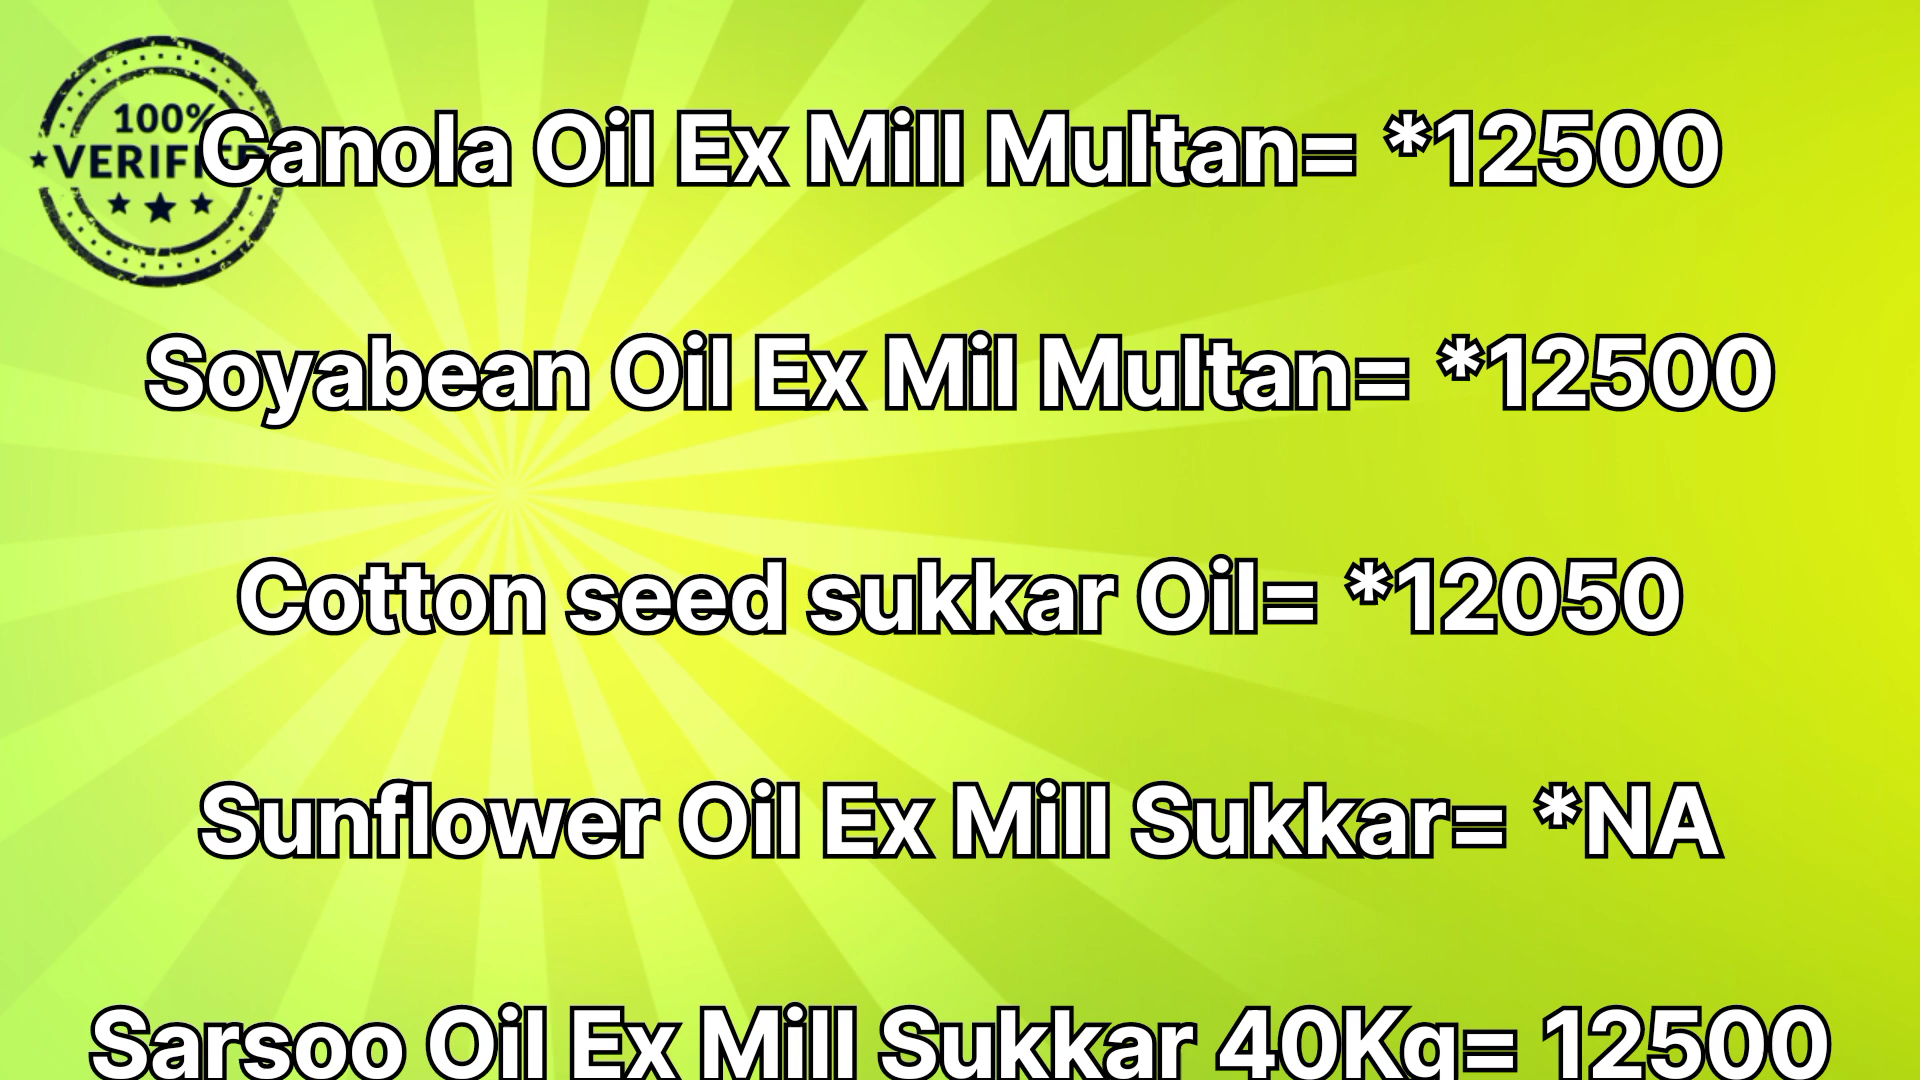 100%
VERIFIED
Canola Oil Ex Mill Multan= *12500
Soyabean Oil Ex Mil Multan= *12500
Cotton seed sukkar Oil= *12050
Sunflower Oil Ex Mill Sukkar= *NA
Sarsoo Oil Ex Mill Sukkar 40Kg= 12500